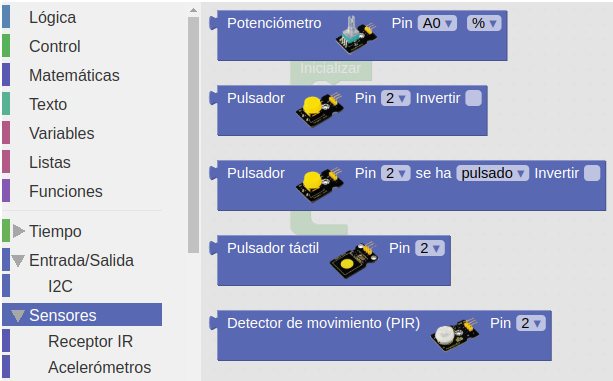 Lógica
Control
Matemáticas
Texto
Variables
Listas
Funciones
Tiempo
Entrada/Salida
I2C
Sensores
Receptor IR
Acelerómetros
Potenciómetro Pin A0 %
Inicializar
Pulsador Pin 2 Invertir
Pulsador Pin 2 se ha pulsado Invertir
Pulsador táctil Pin 2
Detector de movimiento (PIR) Pin 2